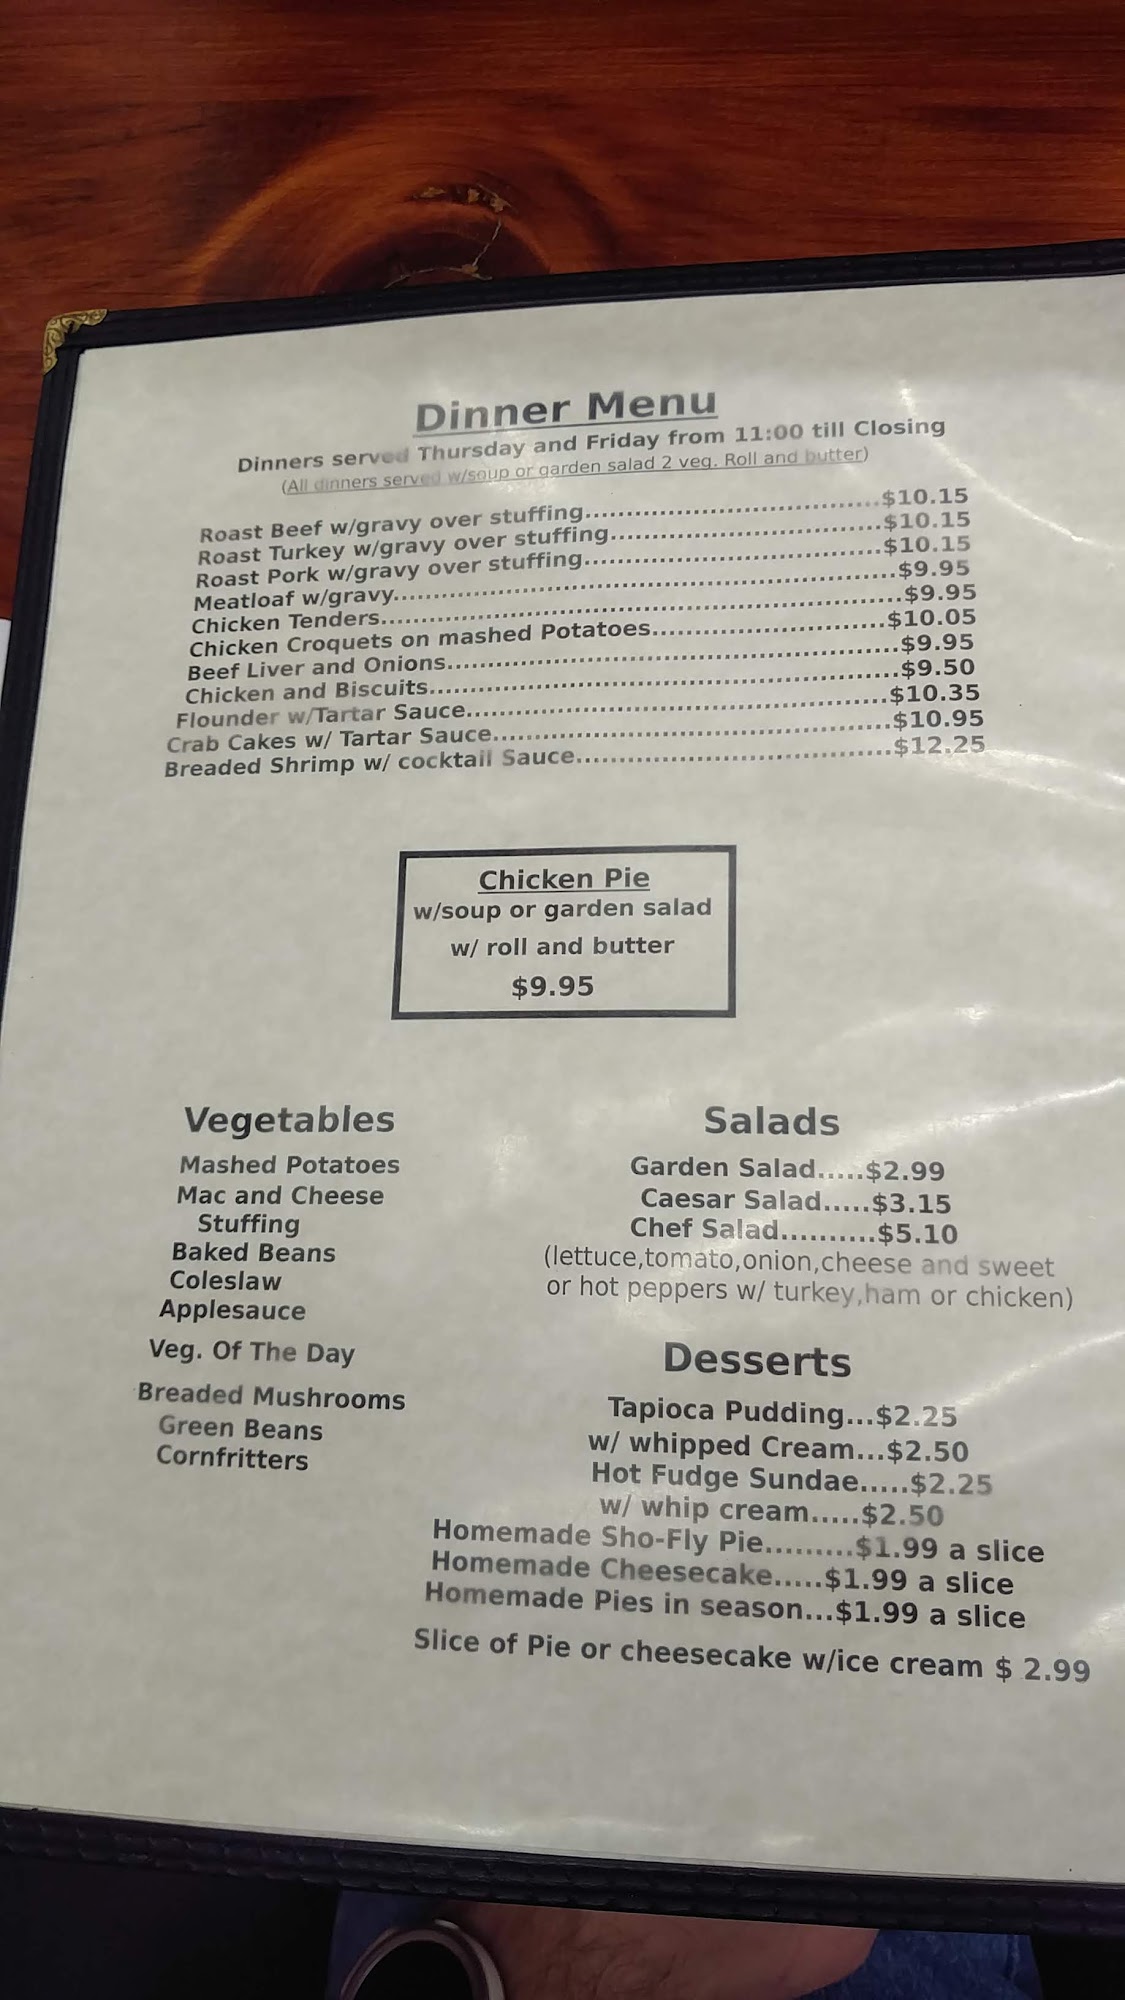 Dinner Menu
Dinners served Thursday and Friday from 11:00 till Closing
(All dinners served w/soup or garden salad 2 veg. Roll and butter)
Roast Beef w/gravy over stuffing....................................$10.15
Roast Turkey w/gravy over stuffing.................................$10.15
Roast Pork w/gravy over stuffing....................................$10.15
Meatloaf w/gravy.............................................................$9.95
Chicken Tenders...............................................................$9.95
Chicken Croquets on mashed Potatoes............................$10.05
Beef Liver and Onions.......................................................$9.95
Chicken and Biscuits.........................................................$9.50
Flounder w/Tartar Sauce...................................................$10.35
Crab Cakes w/ Tartar Sauce................................................$10.95
Breaded Shrimp w/ cocktail Sauce......................................$12.25
Chicken Pie
w/soup or garden salad
w/ roll and butter
$9.95
Vegetables
Mashed Potatoes
Mac and Cheese
Stuffing
Baked Beans
Coleslaw
Applesauce
Veg. Of The Day
Breaded Mushrooms
Green Beans
Cornfritters
Salads
Garden Salad.....$2.99
Caesar Salad.....$3.15
Chef Salad..........$5.10
(lettuce,tomato,onion,cheese and sweet
or hot peppers w/ turkey,ham or chicken)
Desserts
Tapioca Pudding...$2.25
w/ whipped Cream...$2.50
Hot Fudge Sundae.....$2.25
w/ whip cream.....$2.50
Homemade Sho-Fly Pie.........$1.99 a slice
Homemade Cheesecake.....$1.99 a slice
Homemade Pies in season...$1.99 a slice
Slice of Pie or cheesecake w/ice cream $ 2.99